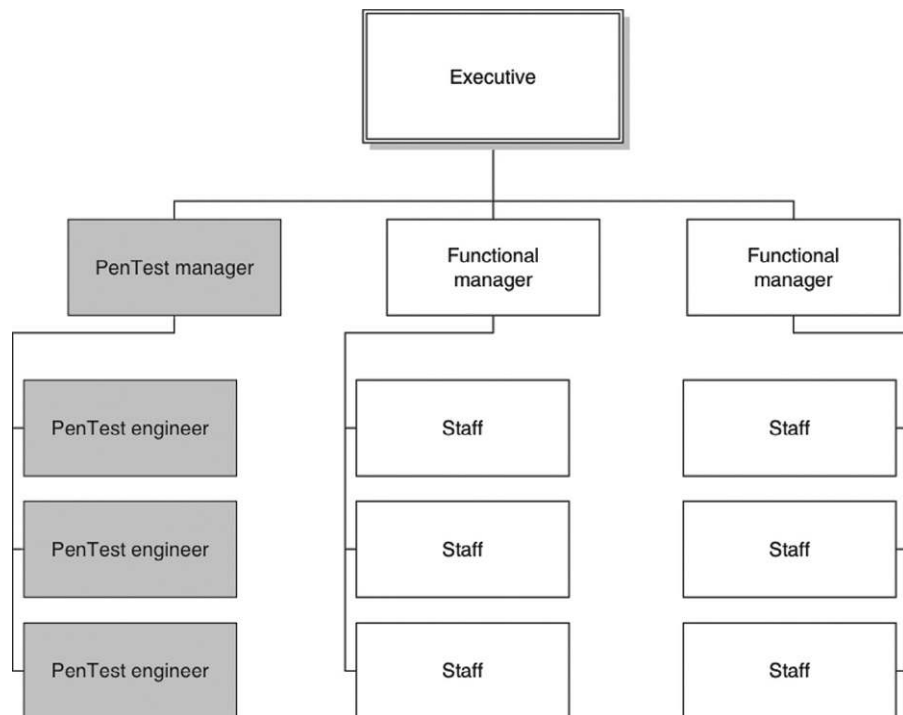 Executive
PenTest manager
Functional
manager
Functional
manager
PenTest engineer
Staff
Staff
PenTest engineer
Staff
Staff
PenTest engineer
Staff
Staff